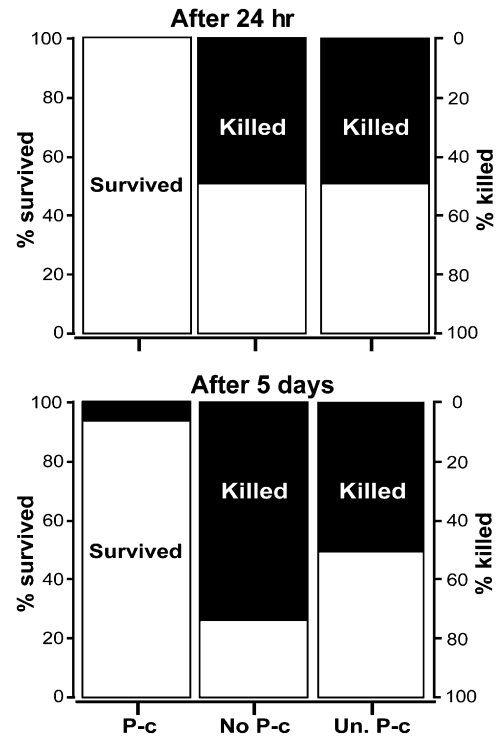 After 24 hr
100
80
60
40
20
0
% survived
Survived
Killed
Killed
0
20
40
60
80
100
% killed
After 5 days
100
80
60
40
20
0
% survived
Survived
Killed
Killed
0
20
40
60
80
100
% killed
P-c
No P-c
Un. P-c